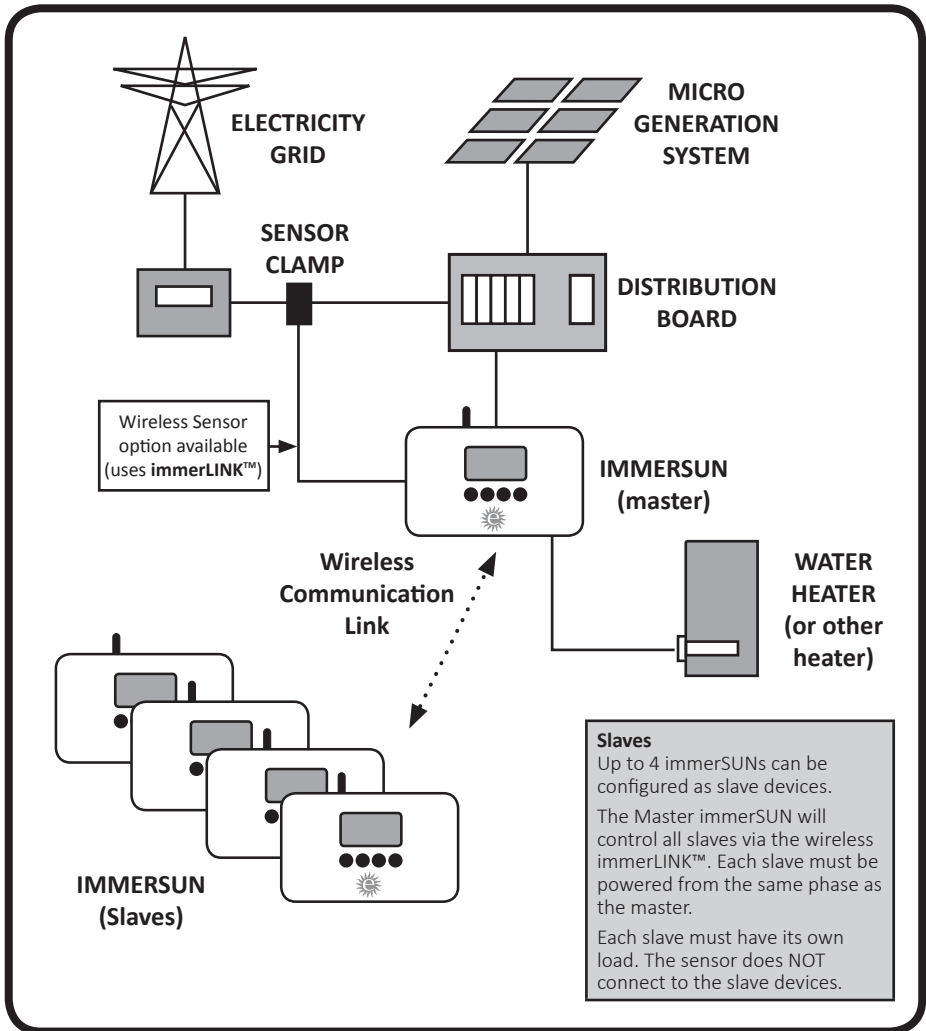 ELECTRICITY
GRID
MICRO
GENERATION
SYSTEM
SENSOR
CLAMP
DISTRIBUTION
BOARD
Wireless Sensor
option available
(uses immerLINK™)
IMMERSUN
(master)
e
Wireless
Communication
Link
WATER
HEATER
(or other
heater)
IMMERSUN
(Slaves)
e
Slaves
Up to 4 immerSUNs can be
configured as slave devices.
The Master immerSUN will
control all slaves via the wireless
immerLINK™. Each slave must be
powered from the same phase as
the master.
Each slave must have its own
load. The sensor does NOT
connect to the slave devices.